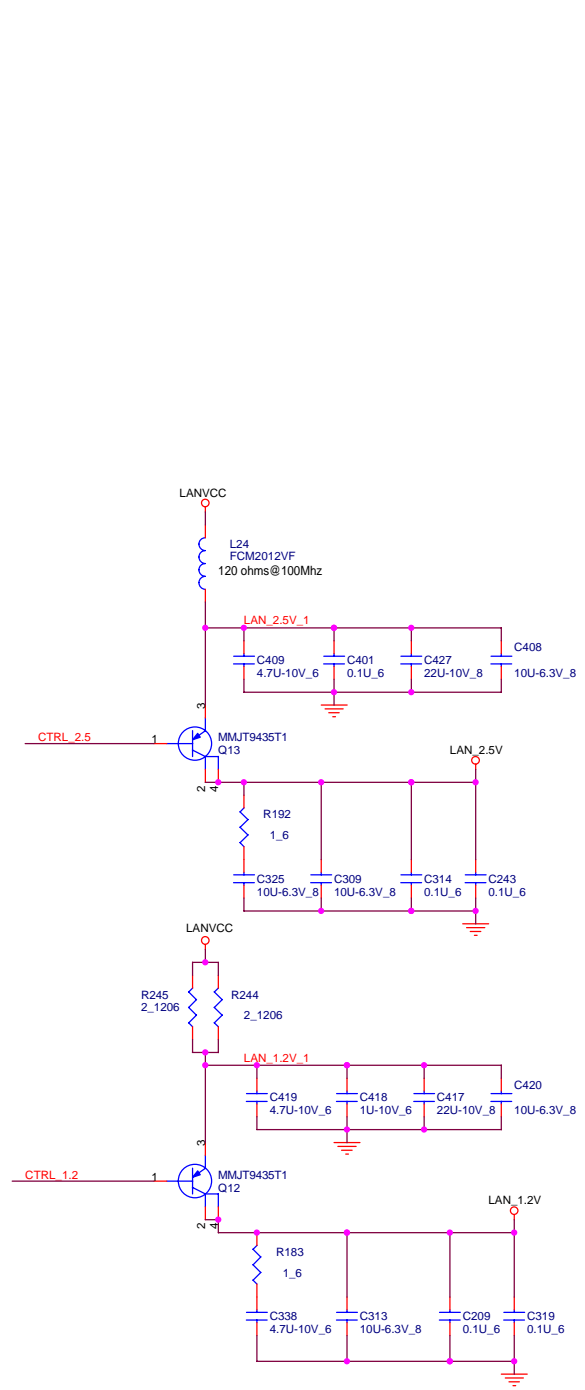 LANVCC
L24
FCM2012VF
120 ohms@100Mhz
LAN_2.5V_1
C409
4.7U-10V_6
C401
0.1U_6
C427
22U-10V_8
C408
10U-6.3V_8
3
CTRL_2.5
1
MMJT9435T1
Q13
2
4
LAN_2.5V
R192
1_6
C325
10U-6.3V_8
C309
10U-6.3V_8
C314
0.1U_6
C243
0.1U_6
LANVCC
R245
2_1206
R244
2_1206
LAN_1.2V_1
C419
4.7U-10V_6
C418
1U-10V_6
C417
22U-10V_8
C420
10U-6.3V_8
3
CTRL_1.2
1
MMJT9435T1
Q12
2
4
LAN_1.2V
R183
1_6
C338
4.7U-10V_6
C313
10U-6.3V_8
C209
0.1U_6
C319
0.1U_6